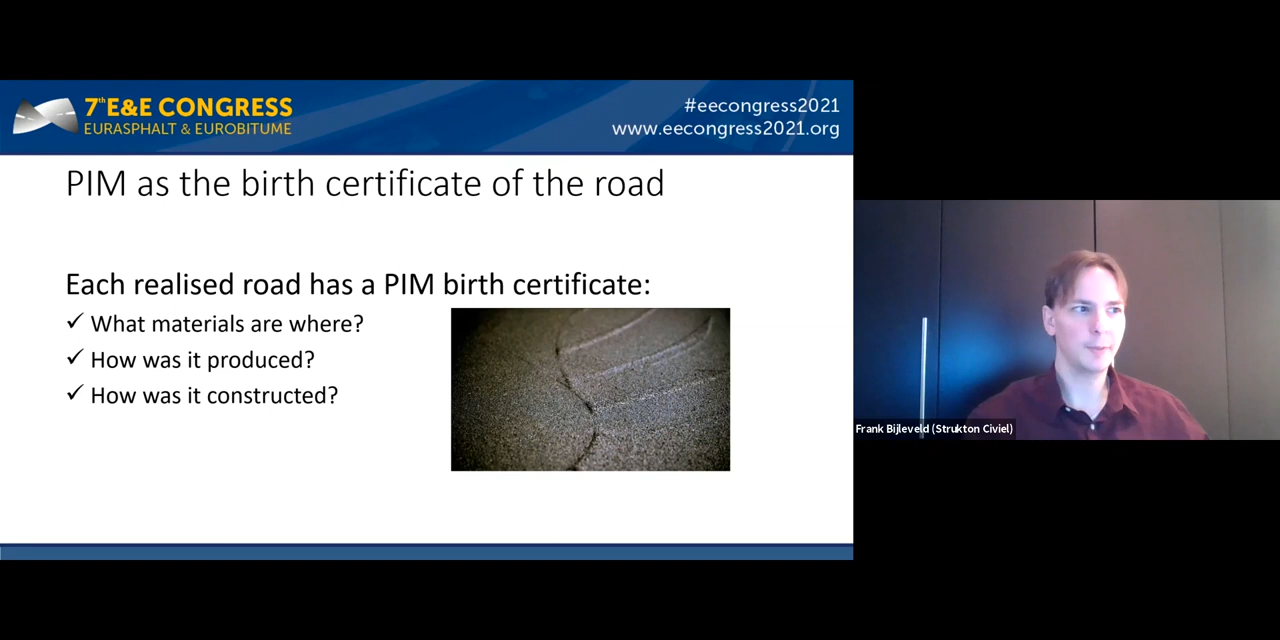 7th E&E CONGRESS
EURASPHALT & EUROBITUME
#eecongress2021
www.eecongress2021.org
PIM as the birth certificate of the road
Each realised road has a PIM birth certificate:
✓ What materials are where?
✓ How was it produced?
✓ How was it constructed?
Frank Bijleveld (Strukton Civiel)